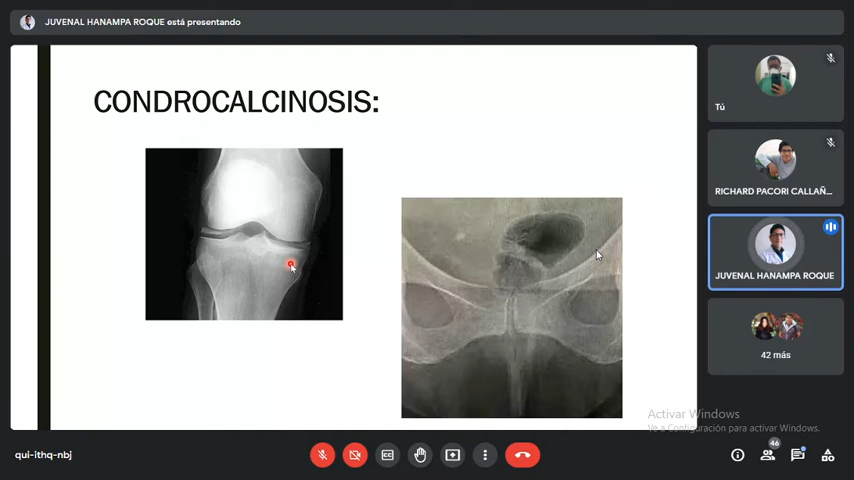 JUVENAL HANAMPA ROQUE está presentando
CONDROCALCINOSIS:
Tú
RICHARD PACORI CALLAÑ...
JUVENAL HANAMPA ROQUE
42 más
Activar Windows
Ve a Configuración para activar Windows.
46
qui-ithq-nbj
CC